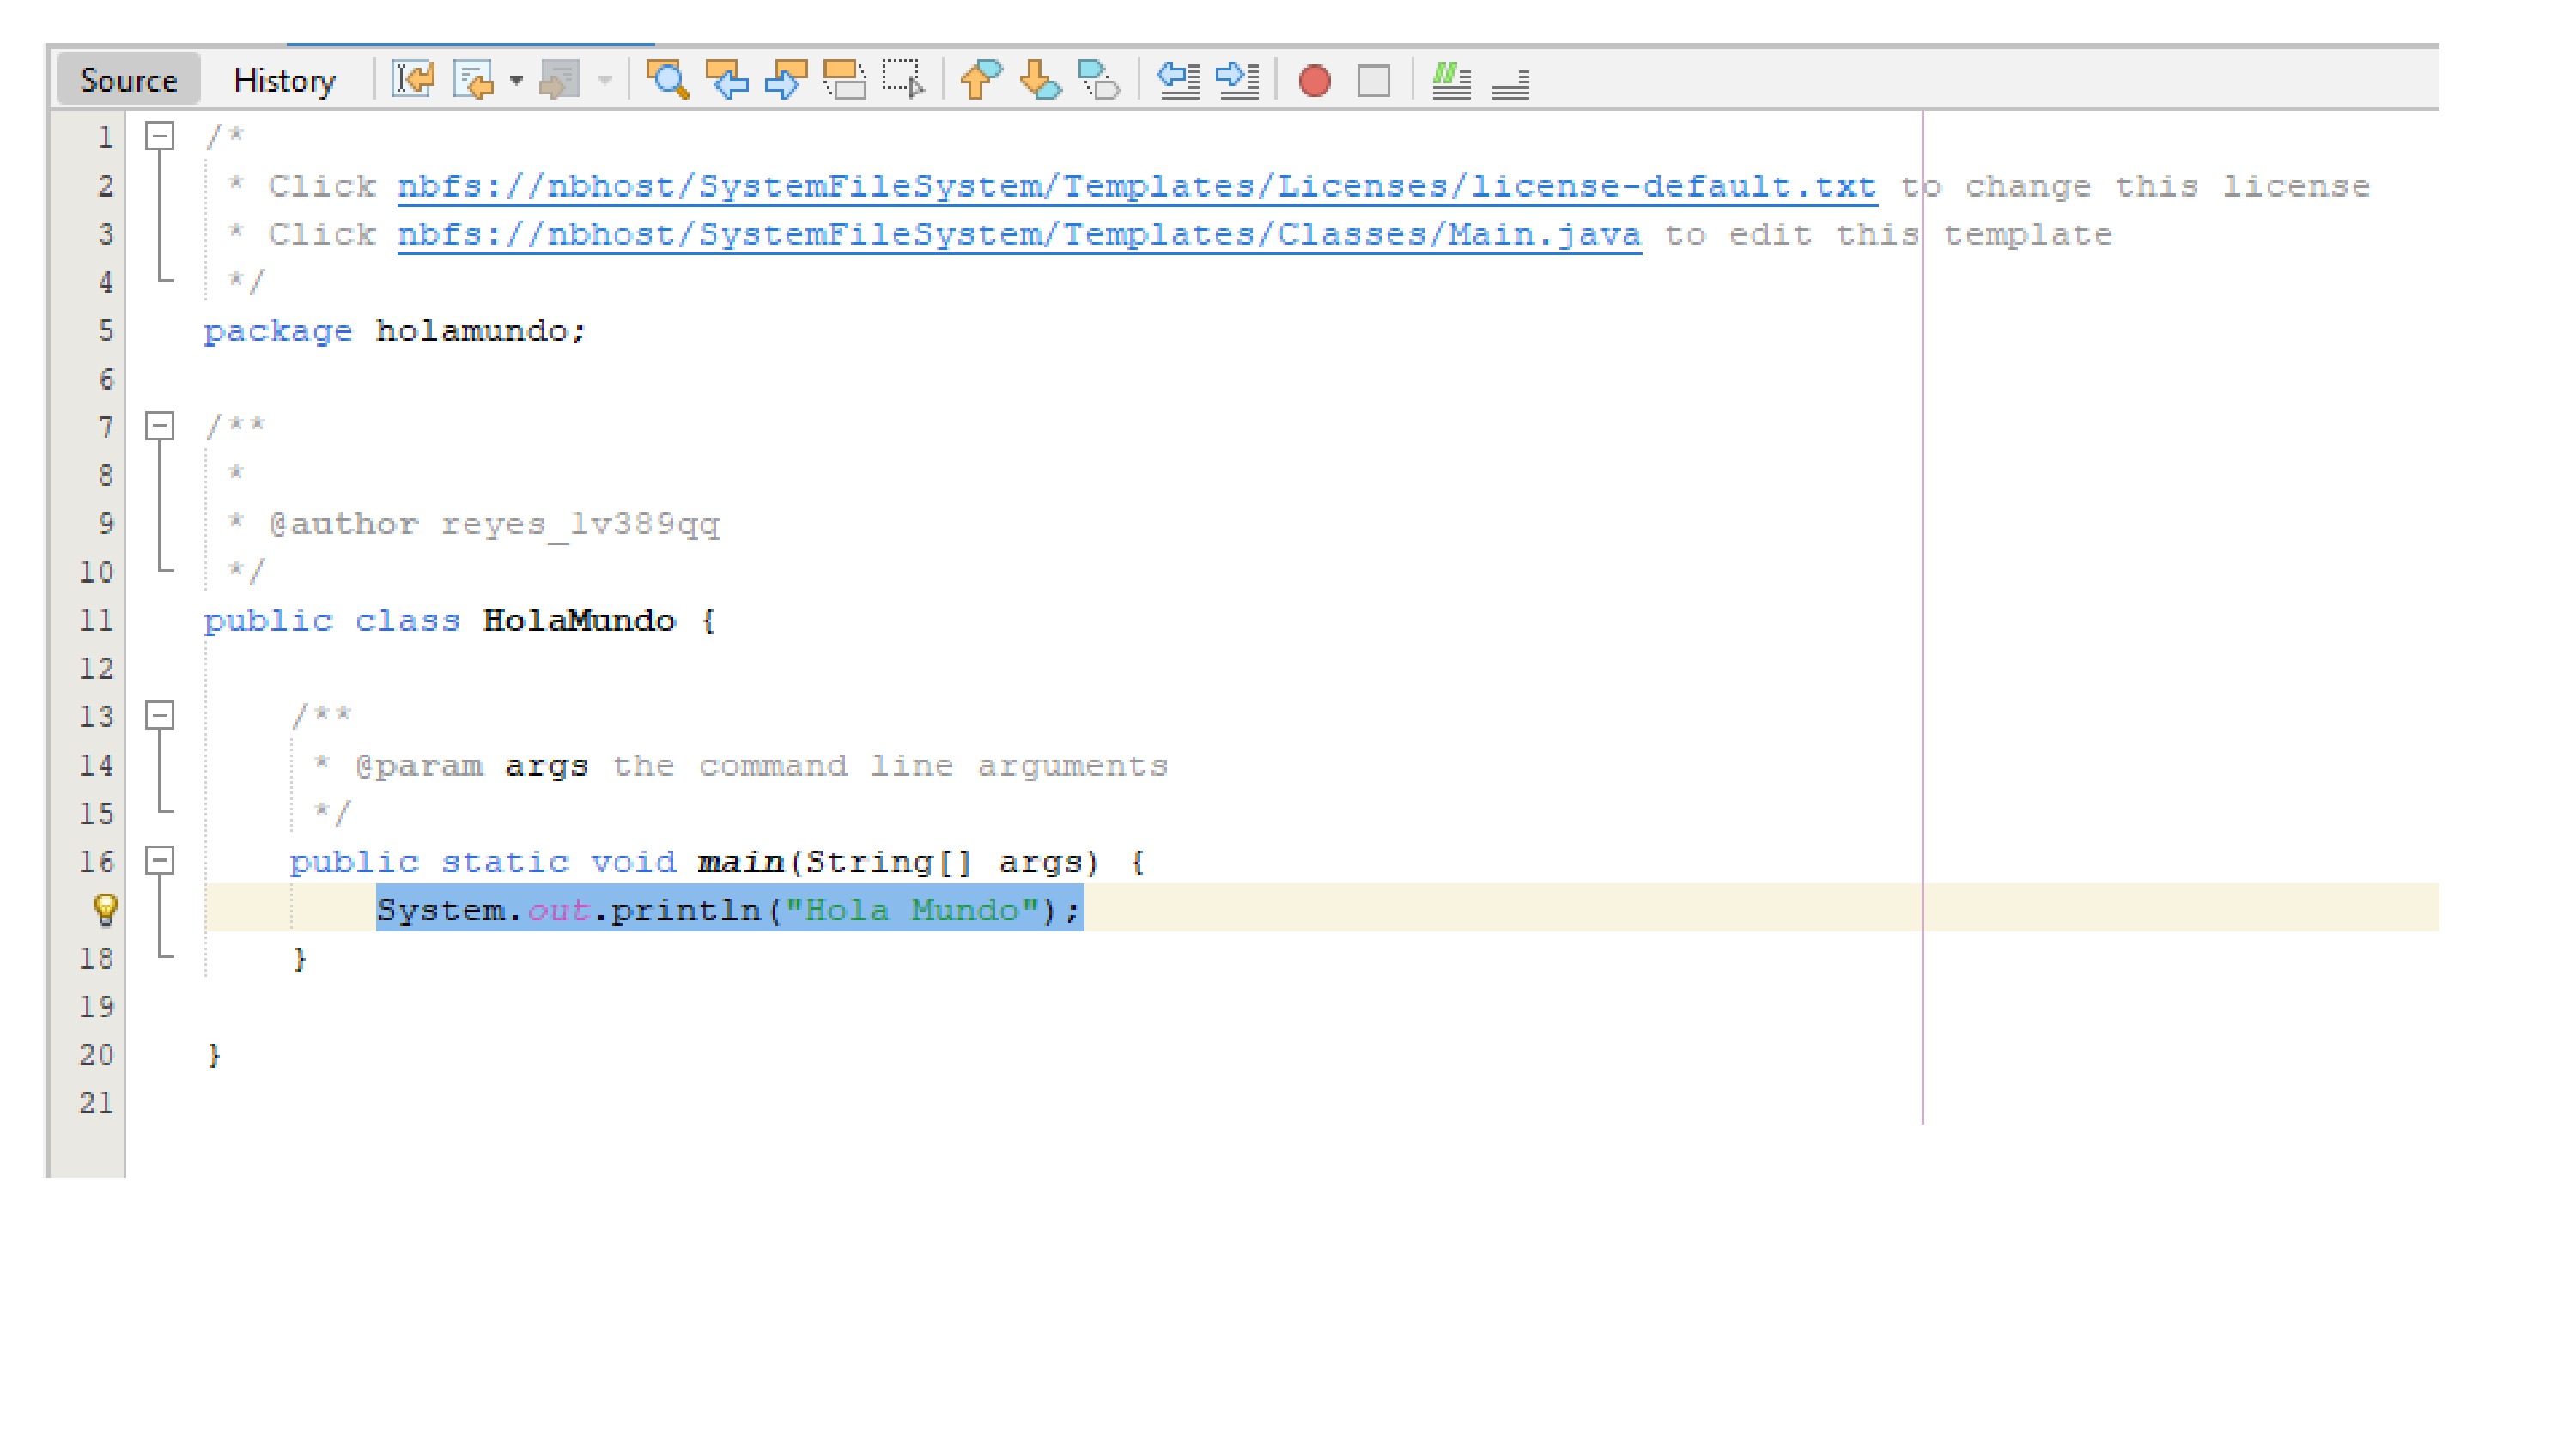 Source History
1 /*
2 * Click nbfs://nbhost/SystemFileSystem/Templates/Licenses/license-default.txt to change this license
3 * Click nbfs://nbhost/SystemFileSystem/Templates/Classes/Main.java to edit this template
4 */
5 package holamundo;
6
7 /**
8 *
9 * @author reyes_lv389qq
10 */
11 public class HolaMundo {
12
13 /**
14 * @param args the command line arguments
15 */
16 public static void main(String[] args) {
System.out.println("Hola Mundo");
18 }
19
20 }
21